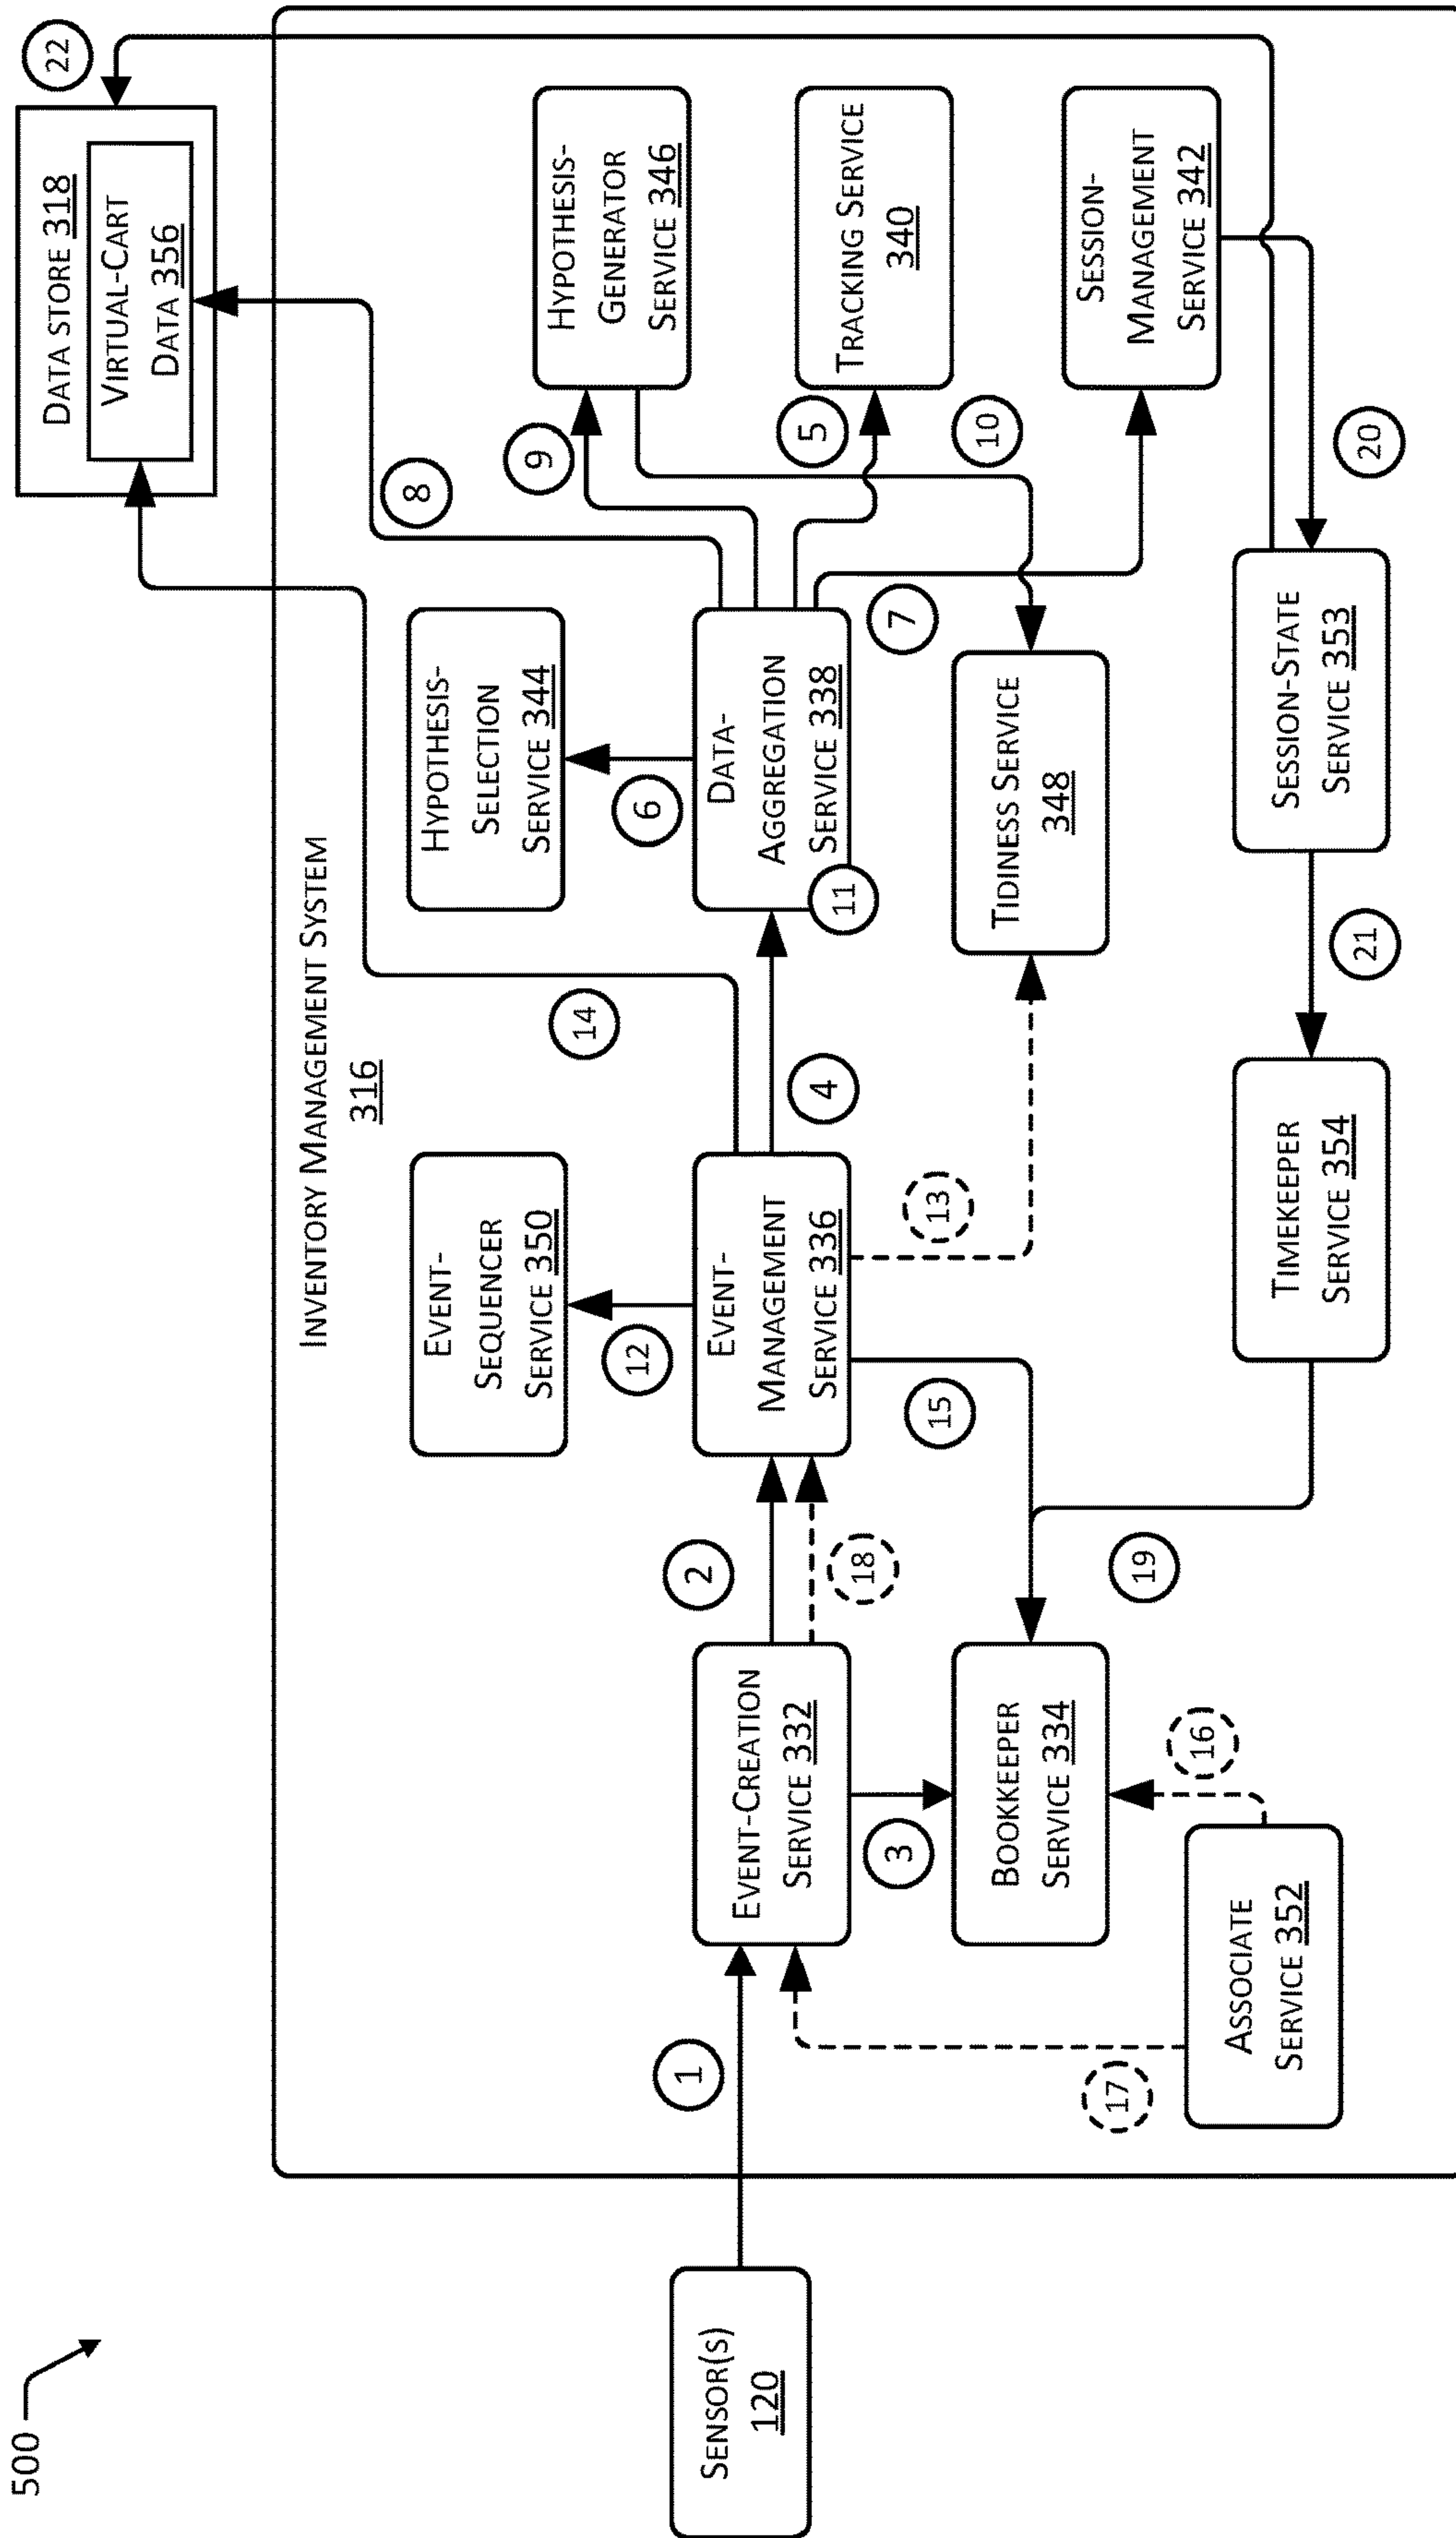 500
SENSOR(S)
120
1
INVENTORY MANAGEMENT SYSTEM
316
DATA STORE 318
VIRTUAL-CART
DATA 356
22
14
8
EVENT-
SEQUENCER
SERVICE 350
HYPOTHESIS-
SELECTION
SERVICE 344
HYPOTHESIS-
GENERATOR
SERVICE 346
12
6
9
EVENT-CREATION
SERVICE 332
2
18
EVENT-
MANAGEMENT
SERVICE 336
4
DATA-
AGGREGATION
SERVICE 338
11
5
TRACKING SERVICE
340
3
15
13
7
10
BOOKKEEPER
SERVICE 334
TIDINESS SERVICE
348
SESSION-
MANAGEMENT
SERVICE 342
17
16
19
ASSOCIATE
SERVICE 352
TIMEKEEPER
SERVICE 354
21
SESSION-STATE
SERVICE 353
20